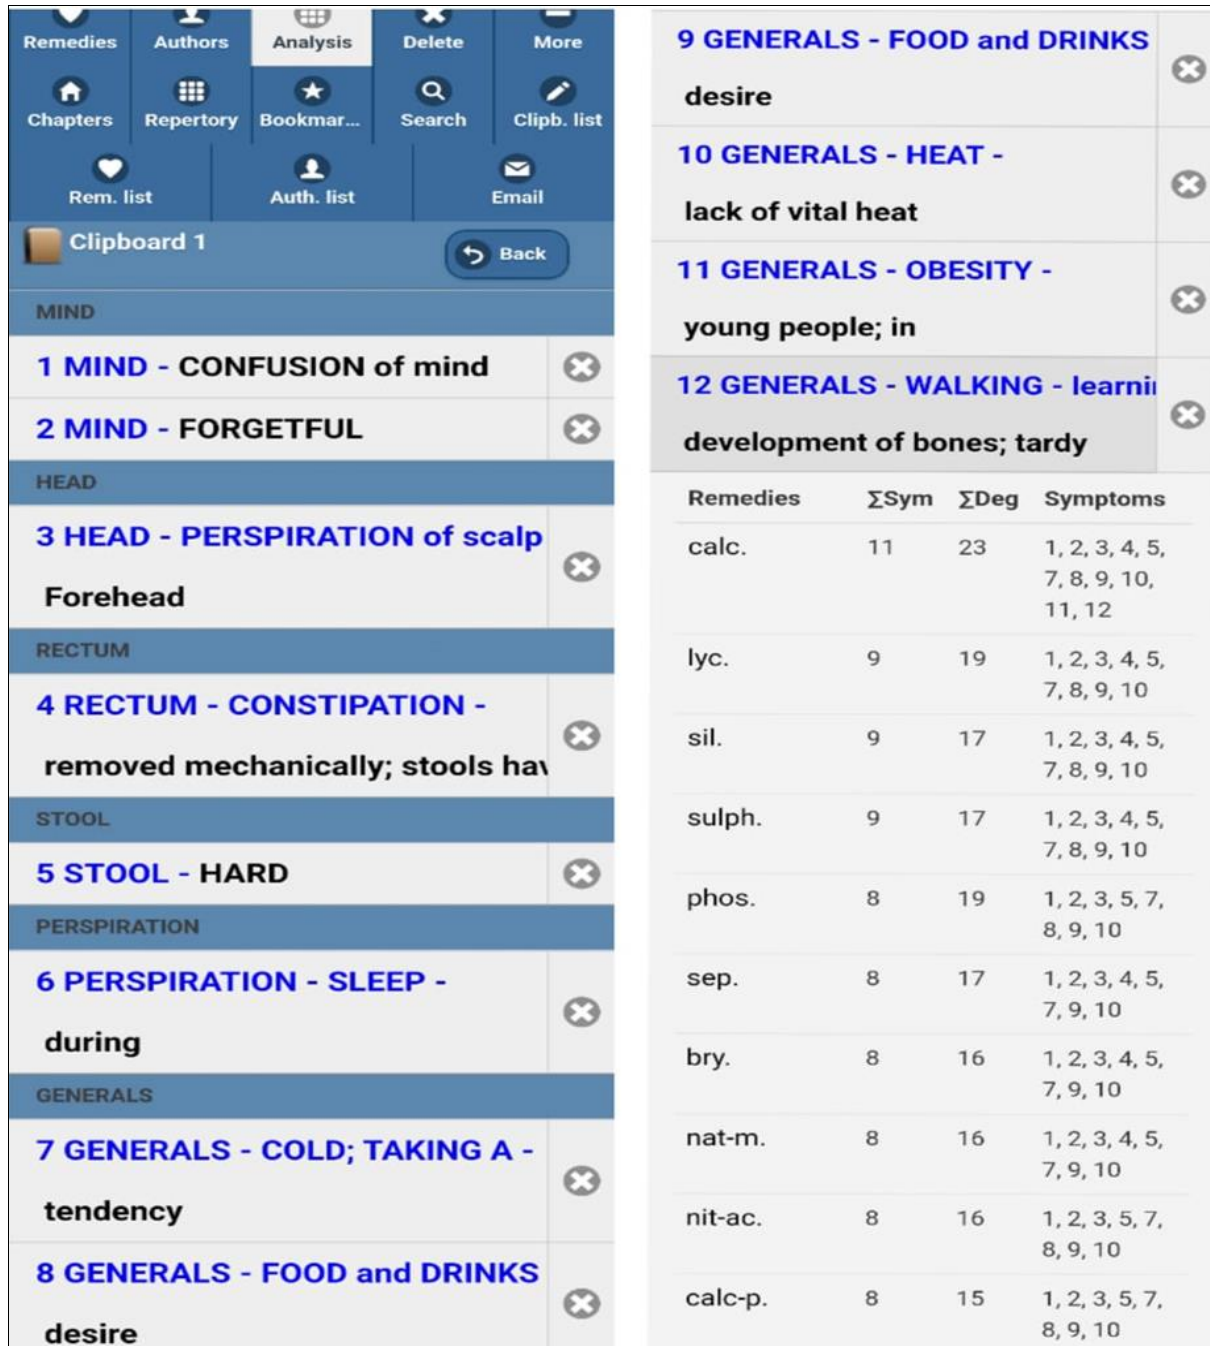 Remedies Authors Analysis Delete More
Chapters Repertory Bookmar... Search Clipb. list
Rem. list Auth. list Email
Clipboard 1 Back
MIND
1 MIND - CONFUSION of mind
2 MIND - FORGETFUL
HEAD
3 HEAD - PERSPIRATION of scalp
Forehead
RECTUM
4 RECTUM - CONSTIPATION -
removed mechanically; stools hav
STOOL
5 STOOL - HARD
PERSPIRATION
6 PERSPIRATION - SLEEP -
during
GENERALS
7 GENERALS - COLD; TAKING A -
tendency
8 GENERALS - FOOD and DRINKS
desire
9 GENERALS - FOOD and DRINKS
desire
10 GENERALS - HEAT -
lack of vital heat
11 GENERALS - OBESITY -
young people; in
12 GENERALS - WALKING - learnin
development of bones; tardy
Remedies ΣSym ΣDeg Symptoms
calc. 11 23 1, 2, 3, 4, 5,
7, 8, 9, 10,
11, 12
lyc. 9 19 1, 2, 3, 4, 5,
7, 8, 9, 10
sil. 9 17 1, 2, 3, 4, 5,
7, 8, 9, 10
sulph. 9 17 1, 2, 3, 4, 5,
7, 8, 9, 10
phos. 8 19 1, 2, 3, 5, 7,
8, 9, 10
sep. 8 17 1, 2, 3, 4, 5,
7, 9, 10
bry. 8 16 1, 2, 3, 4, 5,
7, 9, 10
nat-m. 8 16 1, 2, 3, 4, 5,
7, 9, 10
nit-ac. 8 16 1, 2, 3, 5, 7,
8, 9, 10
calc-p. 8 15 1, 2, 3, 5, 7,
8, 9, 10